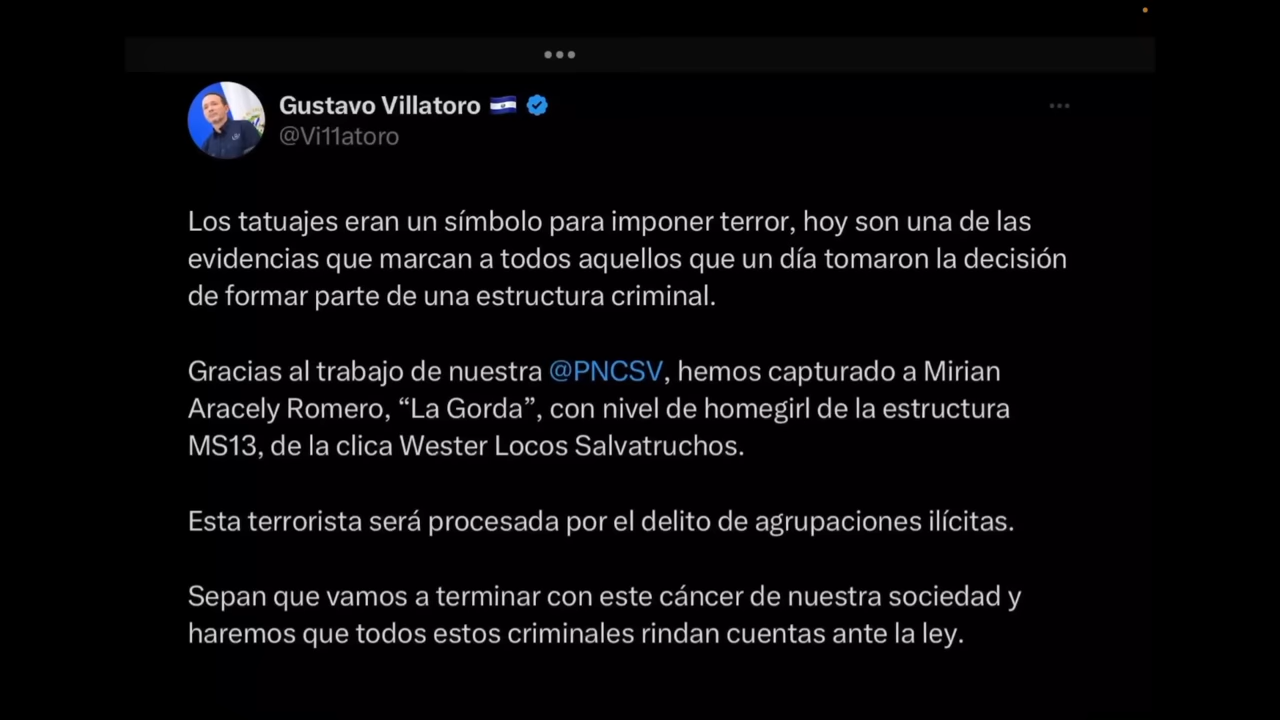 Gustavo Villatoro 🇸🇻
@Vi11atoro
Los tatuajes eran un símbolo para imponer terror, hoy son una de las
evidencias que marcan a todos aquellos que un día tomaron la decisión
de formar parte de una estructura criminal.
Gracias al trabajo de nuestra @PNCSV, hemos capturado a Mirian
Aracely Romero, “La Gorda”, con nivel de homegirl de la estructura
MS13, de la clica Wester Locos Salvatruchos.
Esta terrorista será procesada por el delito de agrupaciones ilícitas.
Sepan que vamos a terminar con este cáncer de nuestra sociedad y
haremos que todos estos criminales rindan cuentas ante la ley.